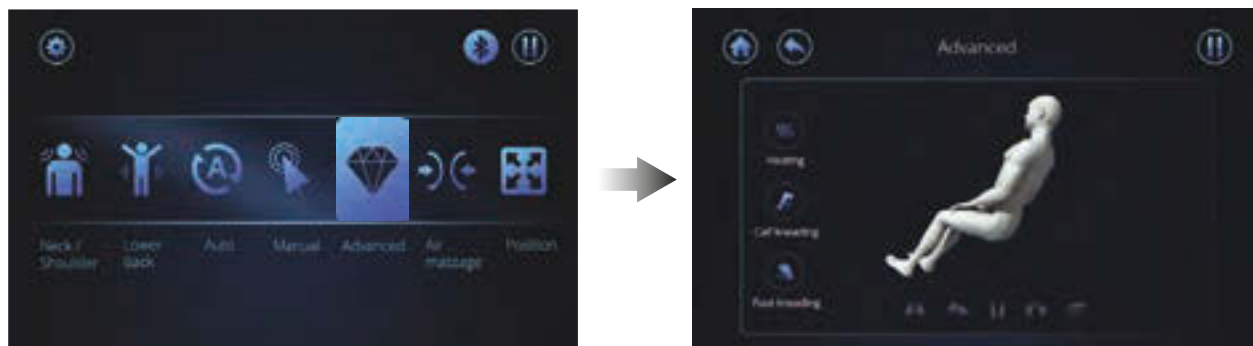 Neck /
Shoulder
Lower
Back
Auto
Manual
Advanced
Air
massage
Position
Advanced
Heating
Calf kneading
Foot kneading